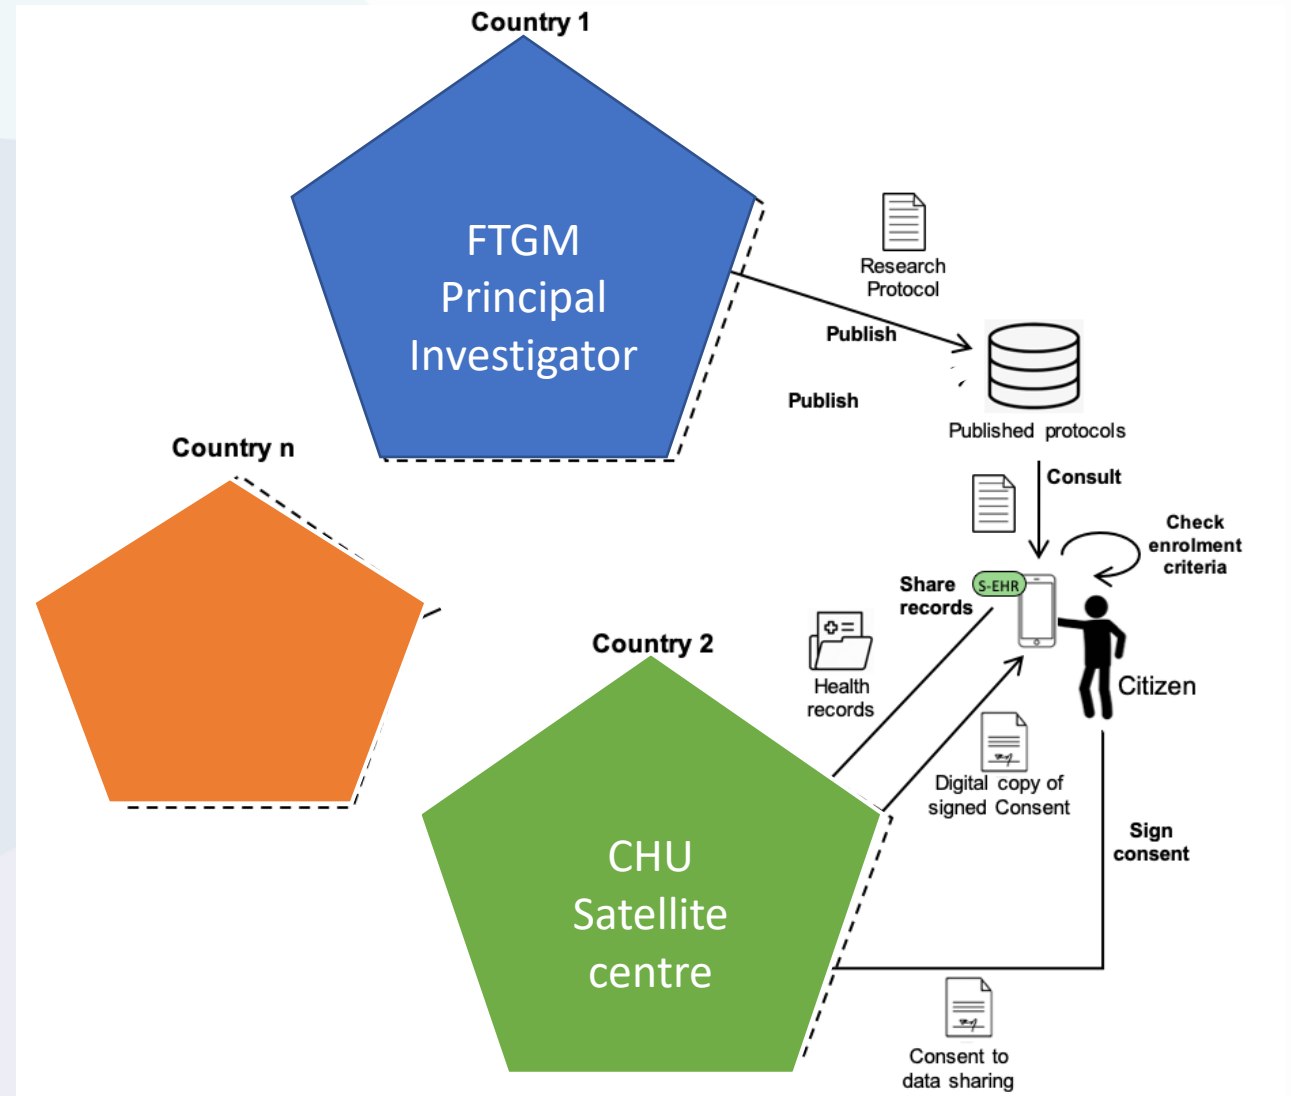 Country 1
FTGM
Principal
Investigator
Research
Protocol
Publish
Publish
Published protocols
Country n
Consult
Check
enrolment
criteria
Share
records
S-EHR
Country 2
Health
records
Citizen
Digital copy of
signed Consent
Sign
consent
CHU
Satellite
centre
Consent to
data sharing